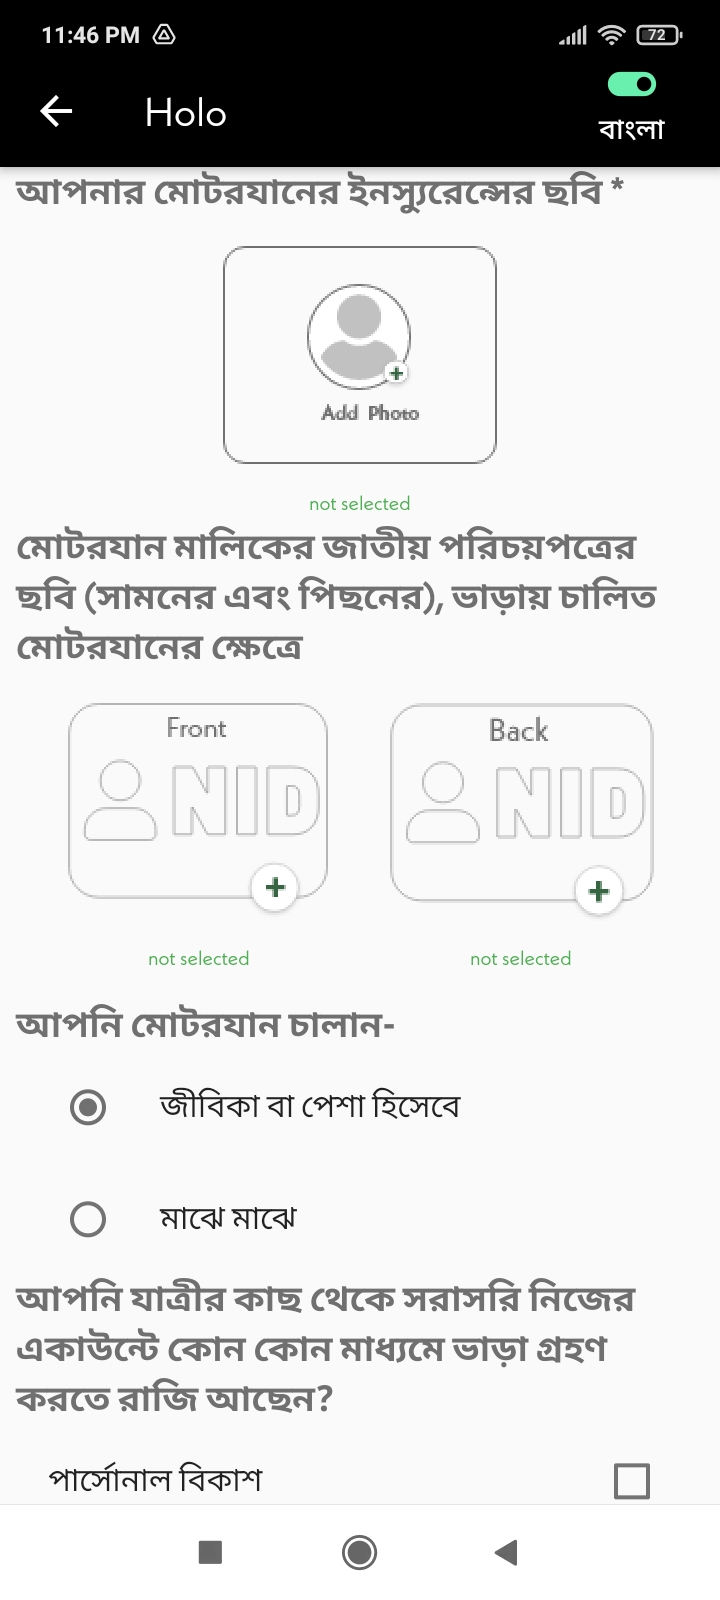 11:46 PM
72
Holo
বাংলা
আপনার মোটরযানের ইনস্যুরেন্সের ছবি *
Add Photo
not selected
মোটরযান মালিকের জাতীয় পরিচয়পত্রের
ছবি (সামনের এবং পিছনের), ভাড়ায় চালিত
মোটরযানের ক্ষেত্রে
Front
NID
Back
NID
not selected
not selected
আপনি মোটরযান চালান-
জীবিকা বা পেশা হিসেবে
মাঝে মাঝে
আপনি যাত্রীর কাছ থেকে সরাসরি নিজের
একাউন্টে কোন কোন মাধ্যমে ভাড়া গ্রহণ
করতে রাজি আছেন?
পার্সোনাল বিকাশ